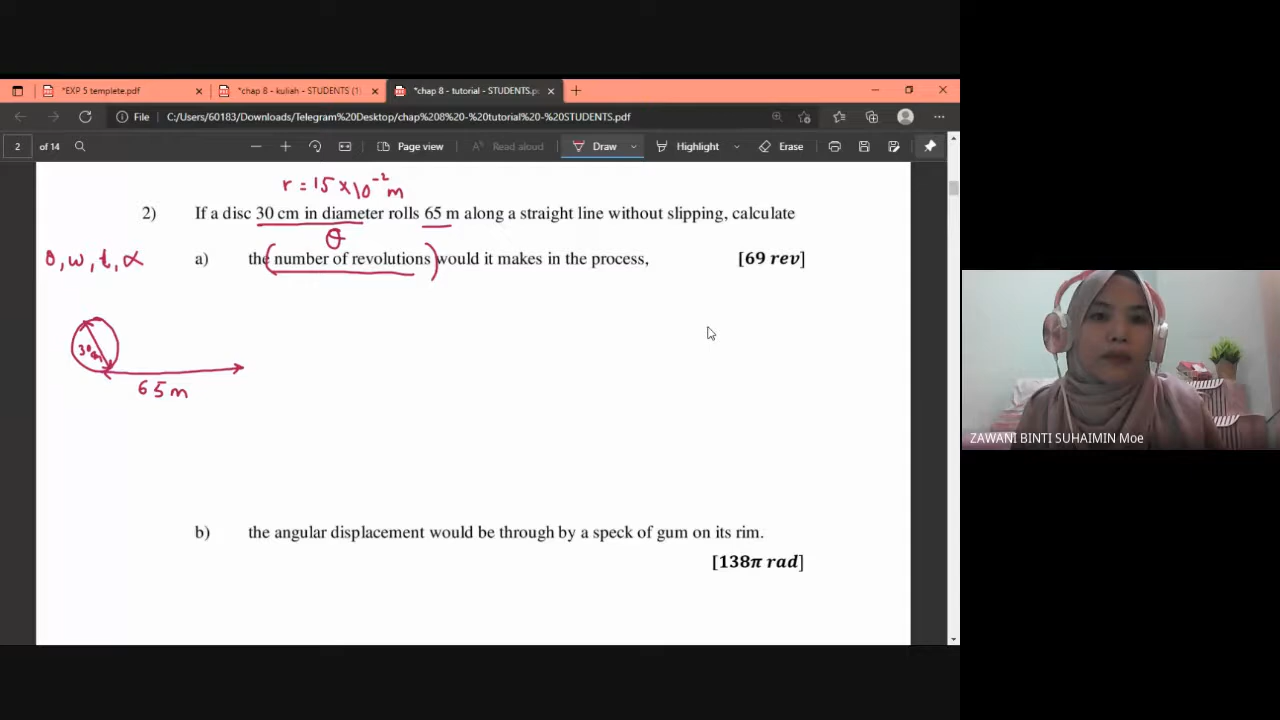 *EXP 5 templete.pdf
*chap 8 - kuliah - STUDENTS (1)
*chap 8 - tutorial - STUDENTS.p
File C:/Users/60183/Downloads/Telegram%20Desktop/chap%208%20-%20tutorial%20-%20STUDENTS.pdf
2 of 14 Page view Read aloud Draw Highlight Erase
r = 15 × 10⁻² m
2) If a disc 30 cm in diameter rolls 65 m along a straight line without slipping, calculate
θ
θ, ω, t, α
a) the number of revolutions would it makes in the process, [69 rev]
30cm
65 m
b) the angular displacement would be through by a speck of gum on its rim.
[138π rad]
ZAWANI BINTI SUHAIMIN Moe